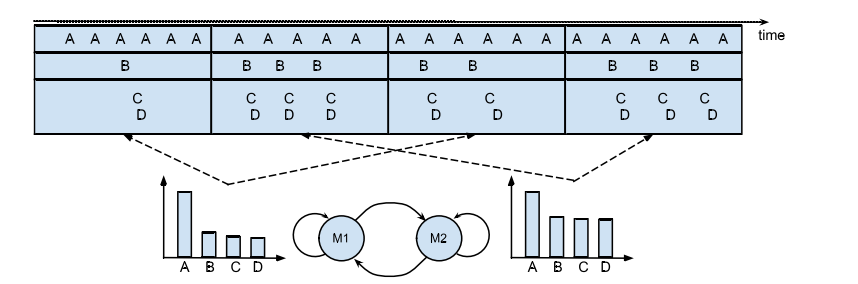 time
A A A A A A A A A A A A A A A A A A A A A A A
B B B B B B B B B
C C C C C C C C C
D D D D D D D D D
M1 M2
A B C D A B C D